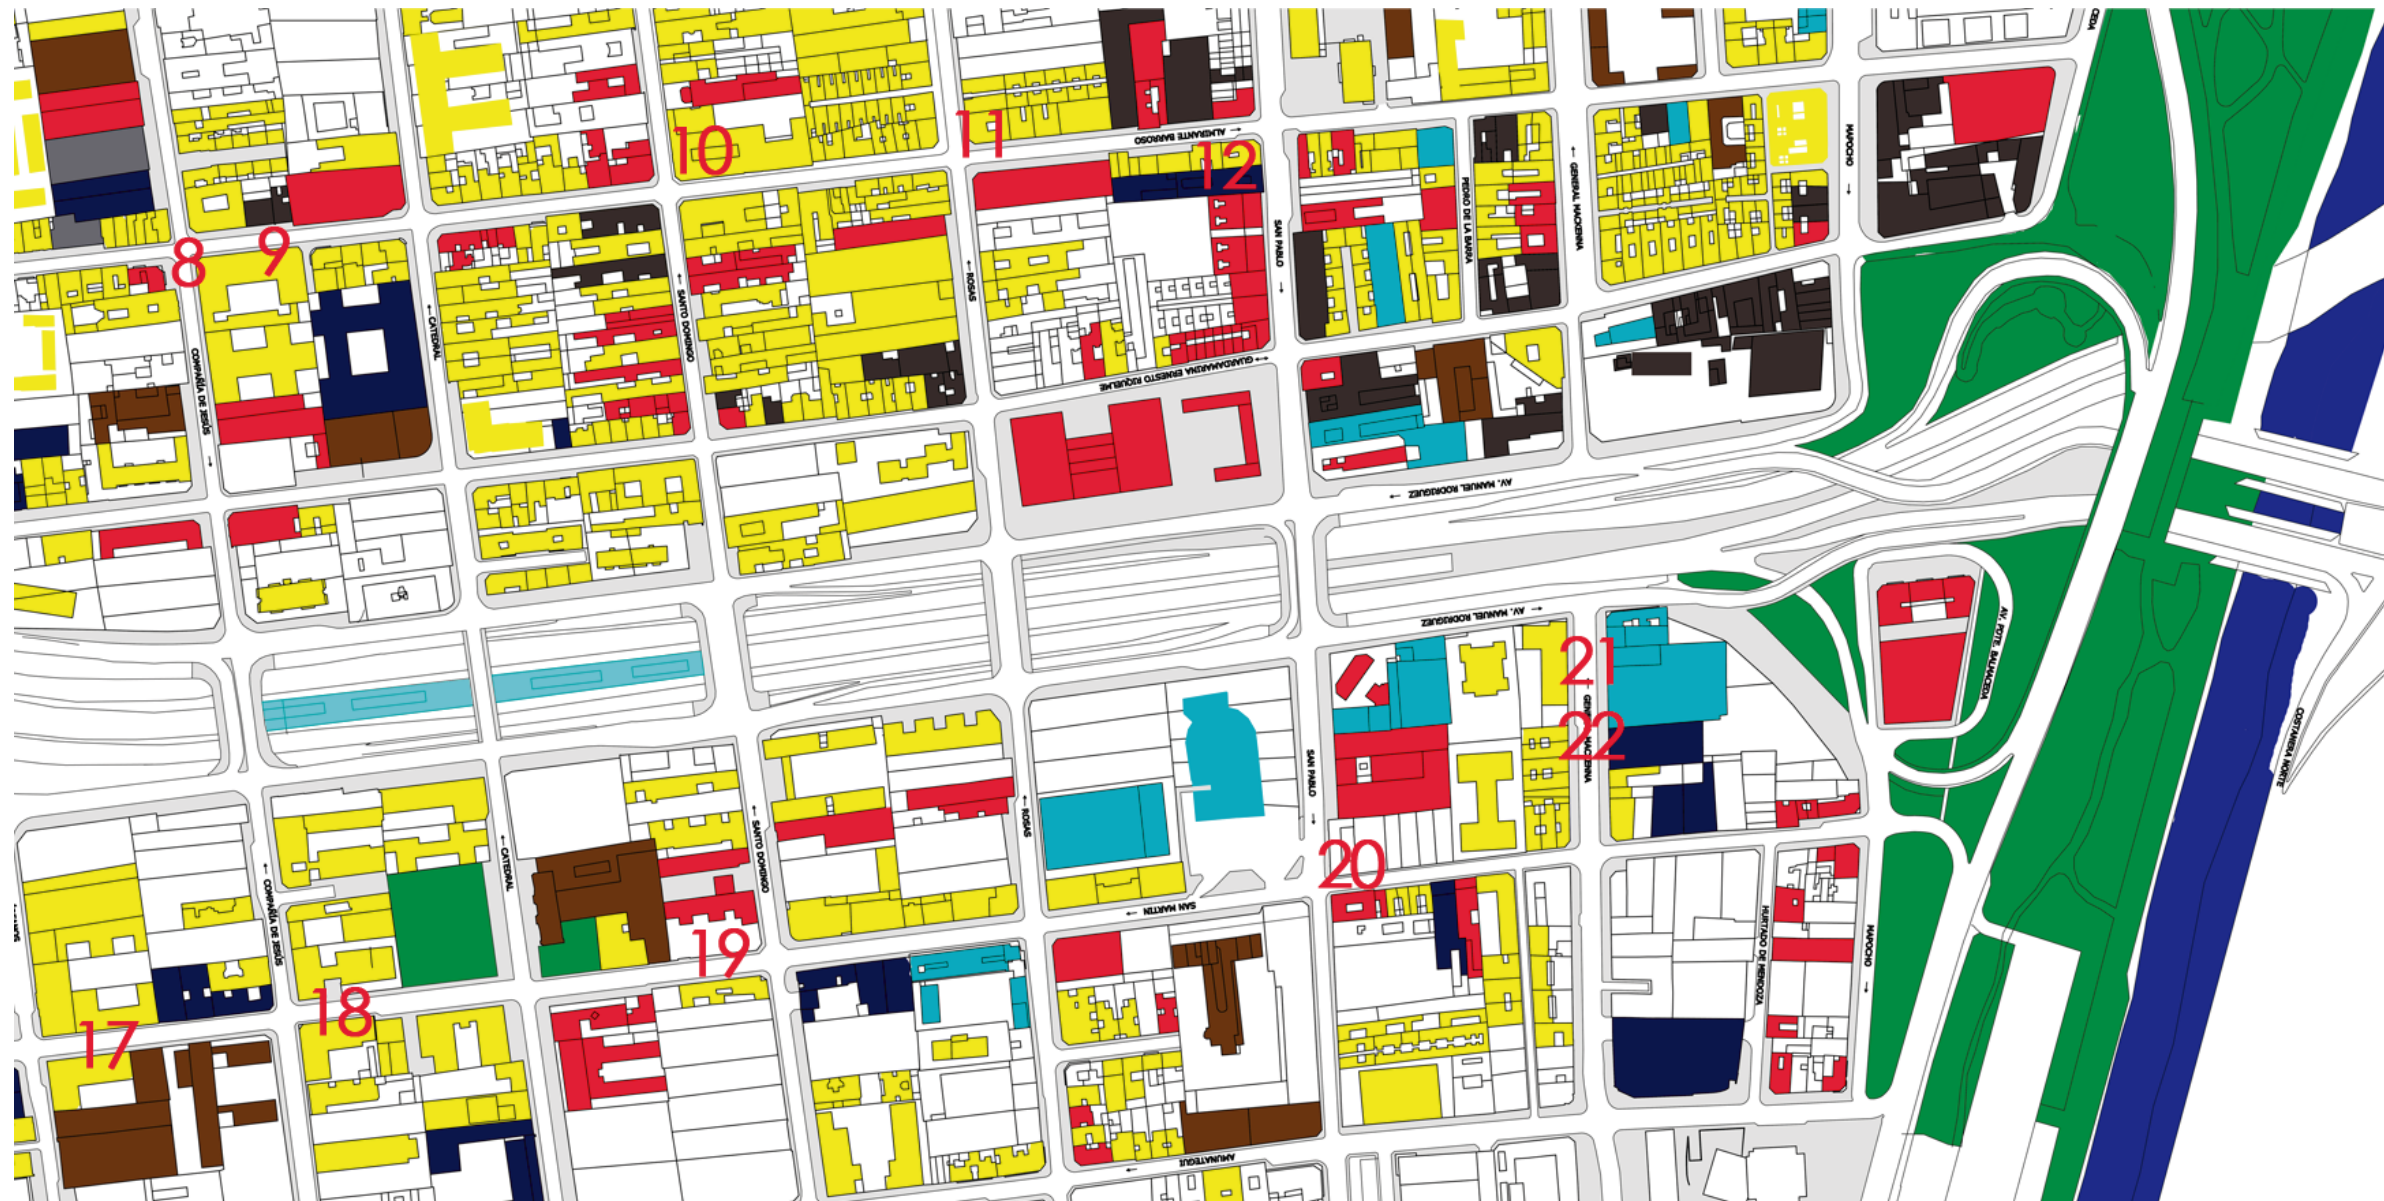 CEDA
10
11
← ALMIRANTE BARROSO
12
MAPOCHO →
← GENERAL MACKENNA
PEDRO DE LA BARRA
SAN PABLO →
8
9
← ROSAS
← SANTO DOMINGO
← CATEDRAL
COMPAÑÍA DE JESÚS →
GUARDAMARINA ERNESTO RIQUELME
← AV. MANUEL RODRIGUEZ
← AV. MANUEL RODRIGUEZ
AV. PDTE. BALMACEDA
21
22
COSTANERA NORTE
SAN PABLO →
← ROSAS
← SANTO DOMINGO
← CATEDRAL
← COMPAÑÍA DE JESÚS
20
← SAN MARTIN
HURTADO DE MENDOZA
MAPOCHO →
19
18
17
← AMUNATEGUI